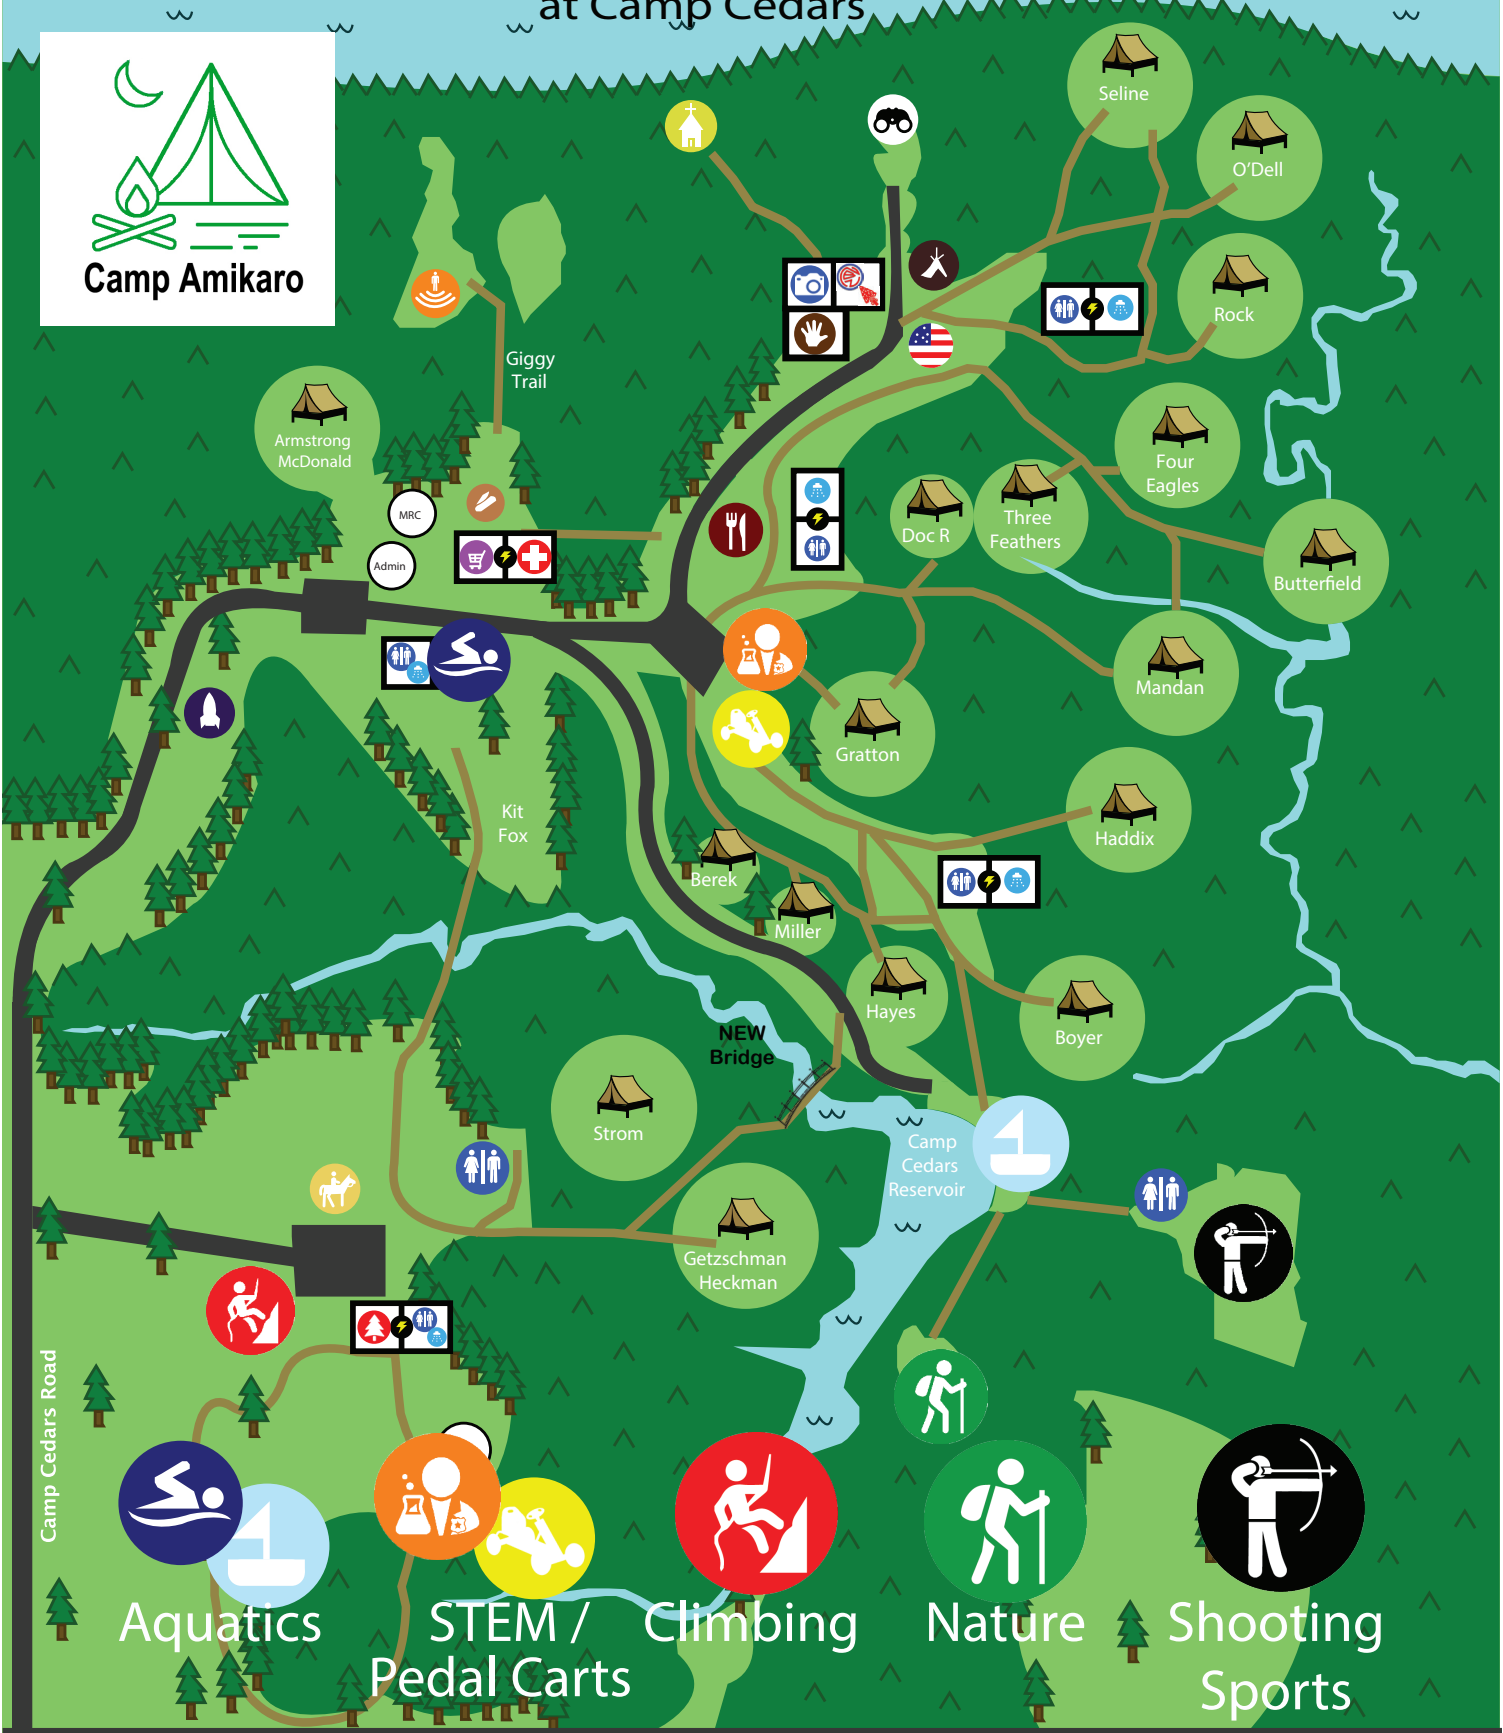 at Camp Cedars
Camp Amikaro
Seline
O'Dell
Rock
Giggy
Trail
Armstrong
McDonald
MRC
Admin
Four
Eagles
Doc R
Three
Feathers
Butterfield
Mandan
Gratton
Haddix
Kit
Fox
Berek
Miller
Hayes
Boyer
NEW
Bridge
Strom
Camp
Cedars
Reservoir
Getzschman
Heckman
Camp Cedars Road
Aquatics
STEM /
Pedal Carts
Climbing
Nature
Shooting
Sports